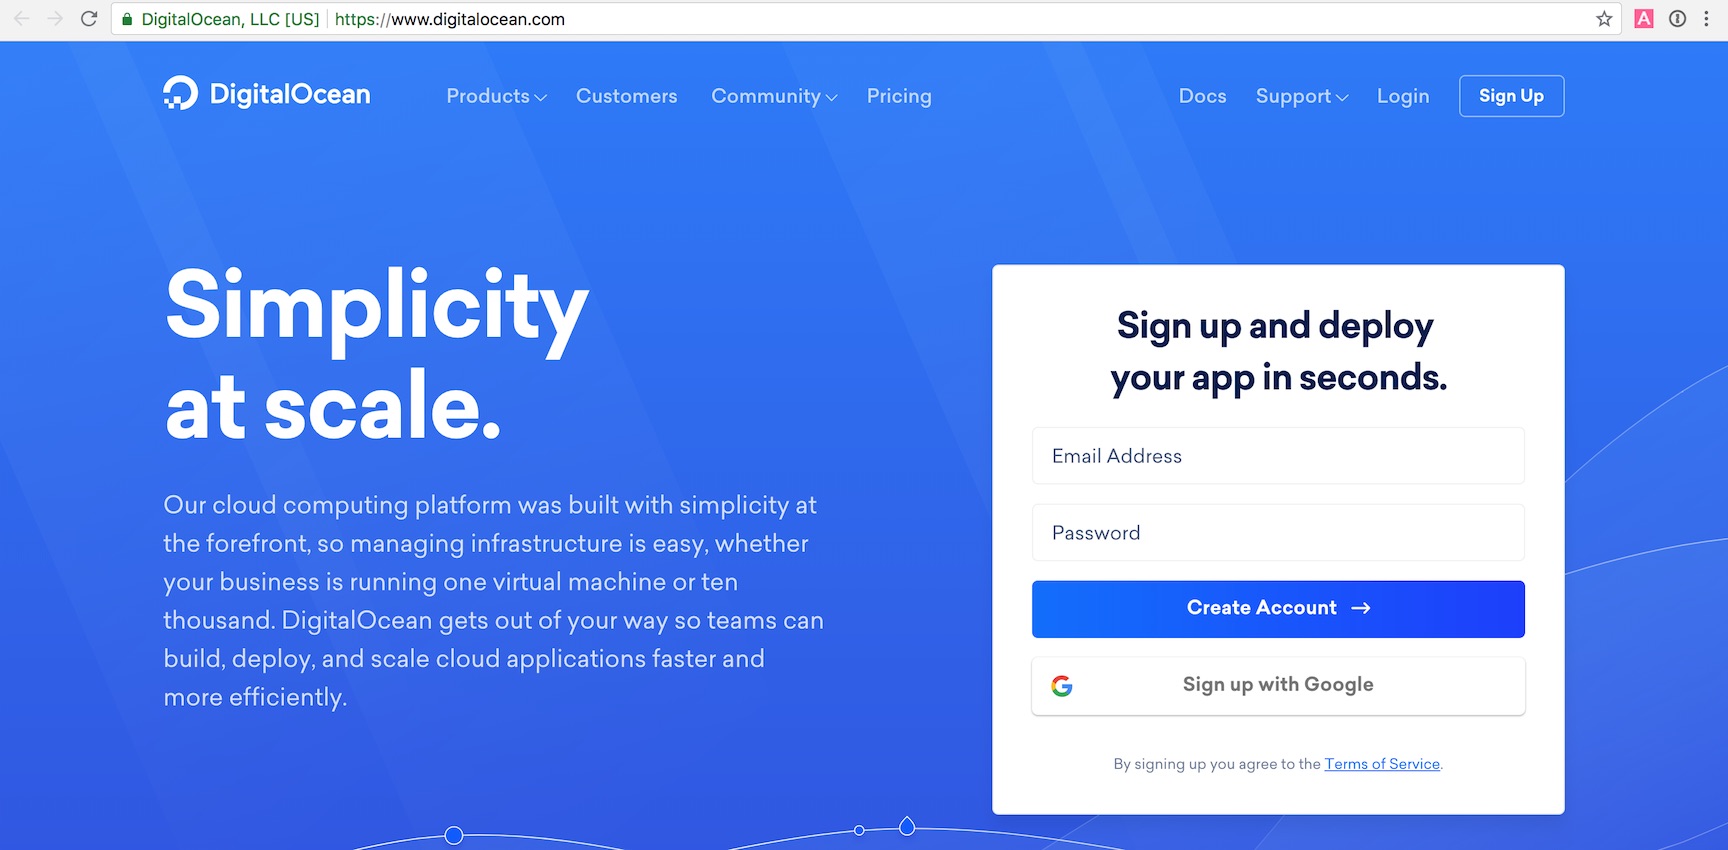 DigitalOcean, LLC [US] https://www.digitalocean.com
DigitalOcean Products Customers Community Pricing Docs Support Login Sign Up
Simplicity
at scale.
Our cloud computing platform was built with simplicity at
the forefront, so managing infrastructure is easy, whether
your business is running one virtual machine or ten
thousand. DigitalOcean gets out of your way so teams can
build, deploy, and scale cloud applications faster and
more efficiently.
Sign up and deploy
your app in seconds.
Email Address
Password
Create Account →
Sign up with Google
By signing up you agree to the Terms of Service.